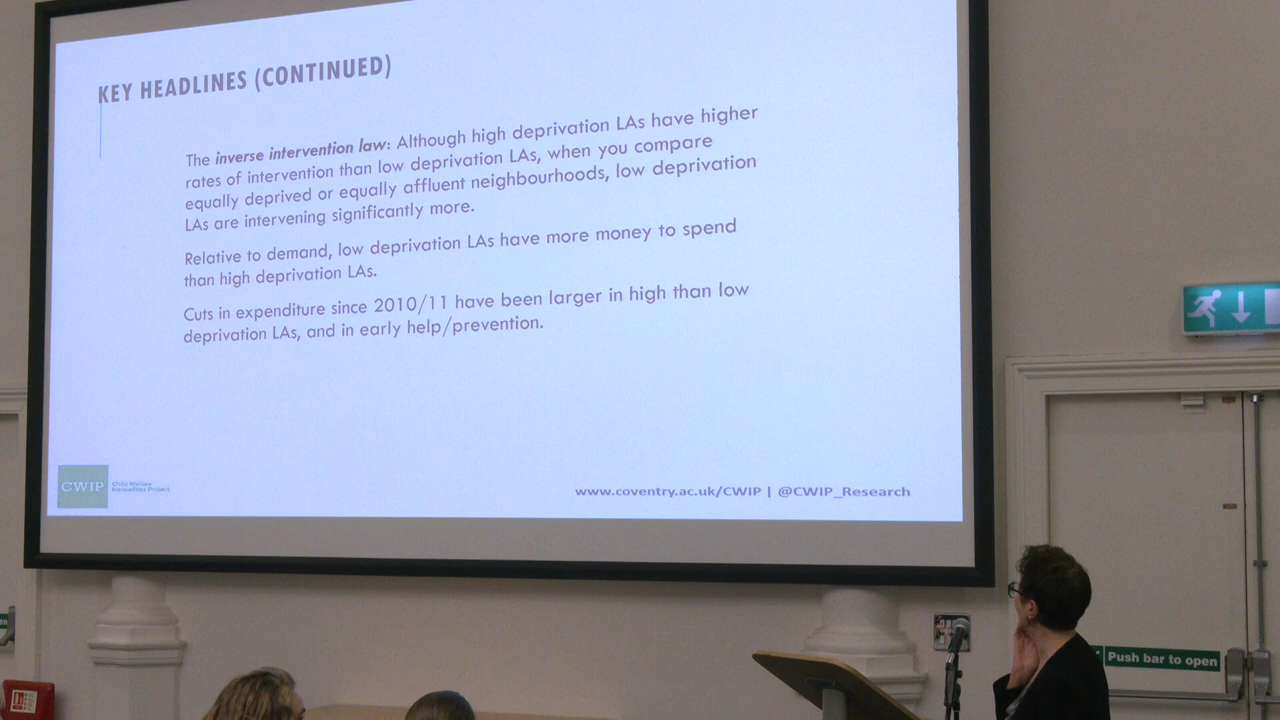 KEY HEADLINES (CONTINUED)
The inverse intervention law: Although high deprivation LAs have higher
rates of intervention than low deprivation LAs, when you compare
equally deprived or equally affluent neighbourhoods, low deprivation
LAs are intervening significantly more.
Relative to demand, low deprivation LAs have more money to spend
than high deprivation LAs.
Cuts in expenditure since 2010/11 have been larger in high than low
deprivation LAs, and in early help/prevention.
CWIP
Child Welfare
Inequalities Project
www.coventry.ac.uk/CWIP | @CWIP_Research
Push bar to open